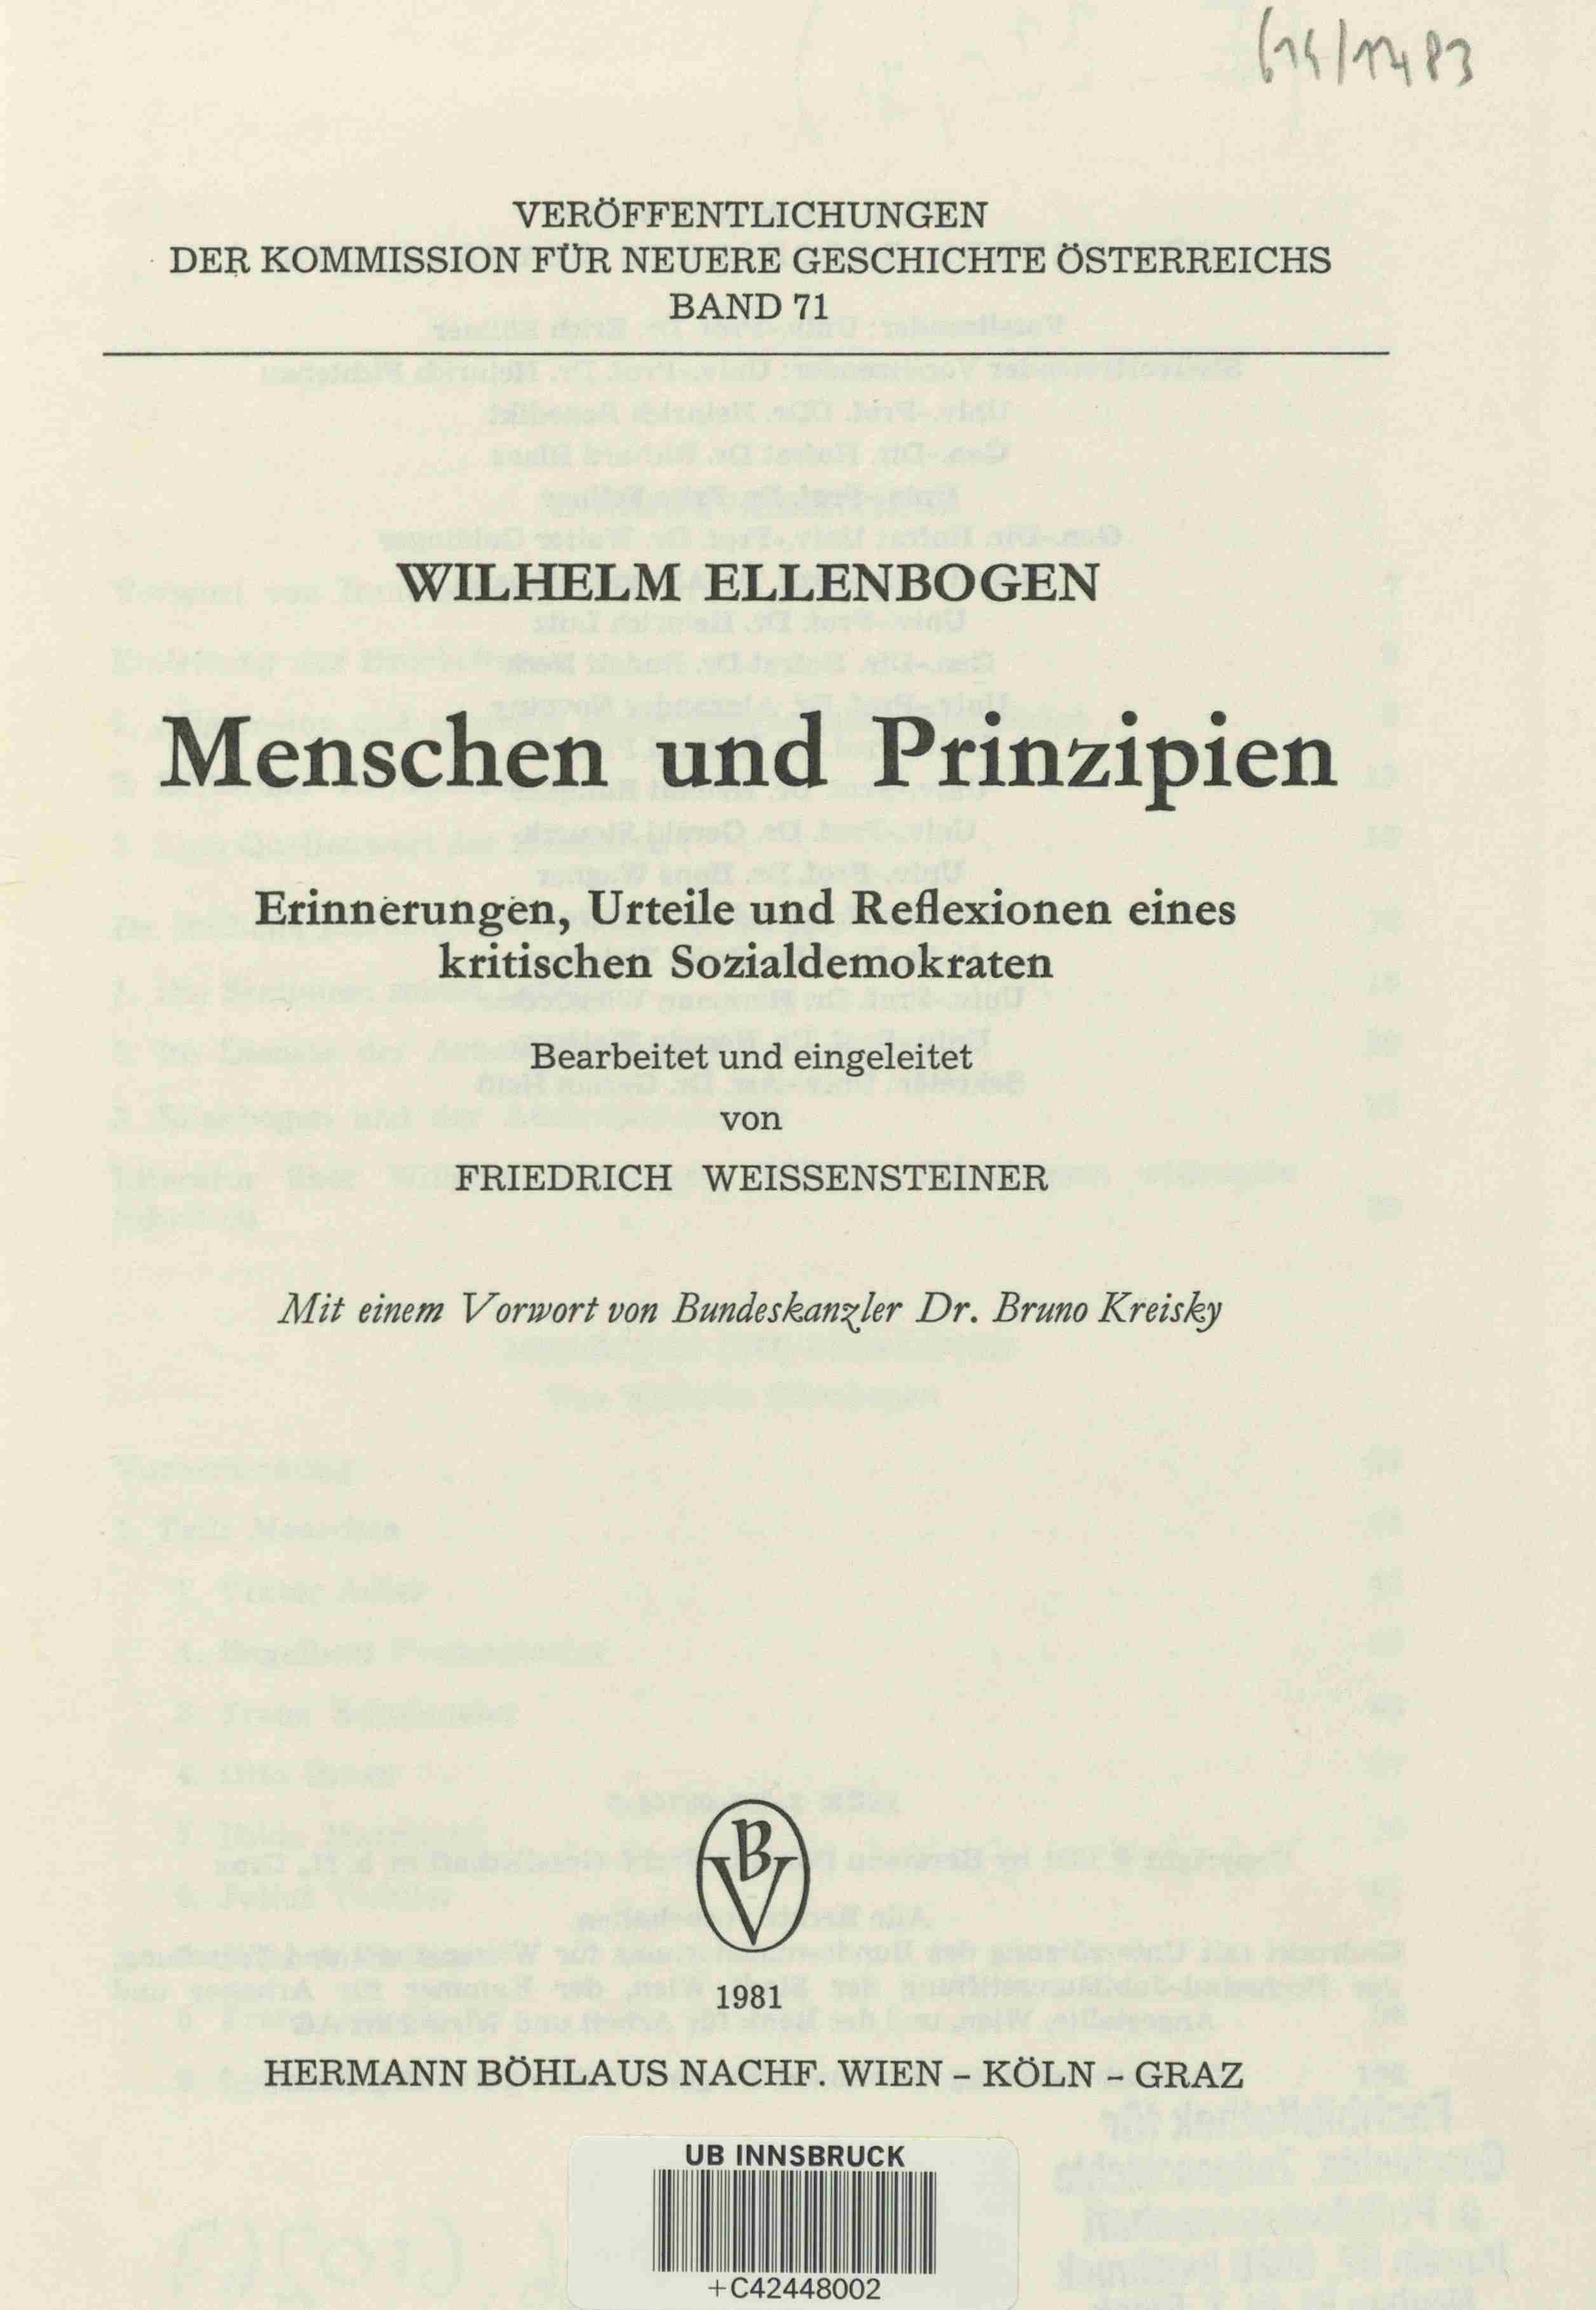 VERÖFFENTLICHUNGEN
DER KOMMISSION FÜR NEUERE GESCHICHTE ÖSTERREICHS
BAND 71
WILHELM ELLENBOGEN
Menschen und Prinzipien
Erinnerungen, Urteile und Reflexionen eines
kritischen Sozialdemokraten
Bearbeitet und eingeleitet
von
FRIEDRICH WEISSENSTEINER
Mit einem Vorwort von Bundeskanzler Dr. Bruno Kreisky
BV
1981
HERMANN BÖHLAUS NACHF. WIEN – KÖLN – GRAZ
UB INNSBRUCK
+C42448002